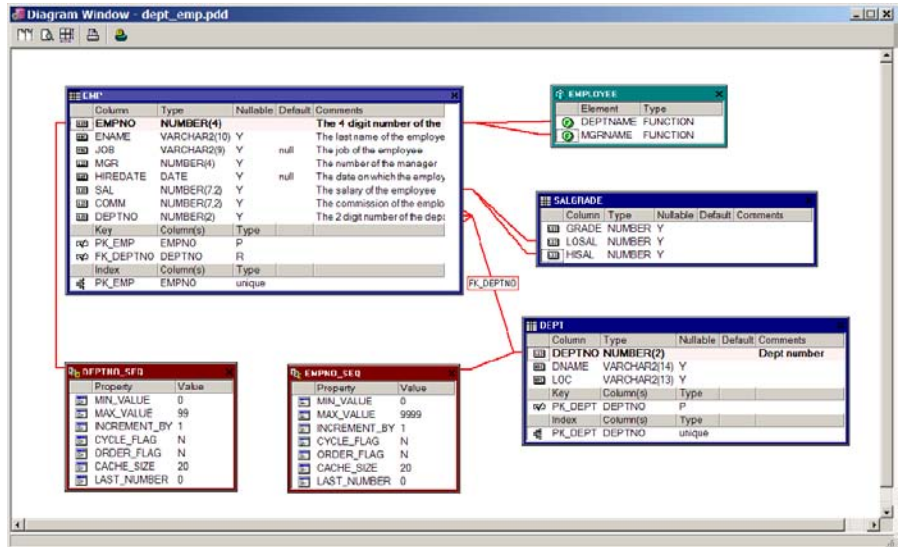 Diagram Window - dept_emp.pdd
EMP
Column Type Nullable Default Comments
EMPNO NUMBER(4) The 4 digit number of the
ENAME VARCHAR2(10) Y The last name of the employe
JOB VARCHAR2(9) Y null The job of the employee
MGR NUMBER(4) Y The number of the manager
HIREDATE DATE Y null The date on which the employ
SAL NUMBER(7,2) Y The salary of the employee
COMM NUMBER(7,2) Y The commission of the emplo
DEPTNO NUMBER(2) Y The 2 digit number of the depa
Key Column(s) Type
PK_EMP EMPNO P
FK_DEPTNO DEPTNO R
Index Column(s) Type
PK_EMP EMPNO unique
EMPLOYEE
Element Type
DEPTNAME FUNCTION
MGRNAME FUNCTION
SALGRADE
Column Type Nullable Default Comments
GRADE NUMBER Y
LOSAL NUMBER Y
HISAL NUMBER Y
FK_DEPTNO
DEPT
Column Type Nullable Default Comments
DEPTNO NUMBER(2) Dept number
DNAME VARCHAR2(14) Y
LOC VARCHAR2(13) Y
Key Column(s) Type
PK_DEPT DEPTNO P
Index Column(s) Type
PK_DEPT DEPTNO unique
DEPTNO_SEQ
Property Value
MIN_VALUE 0
MAX_VALUE 99
INCREMENT_BY 1
CYCLE_FLAG N
ORDER_FLAG N
CACHE_SIZE 20
LAST_NUMBER 0
EMPNO_SEQ
Property Value
MIN_VALUE 0
MAX_VALUE 9999
INCREMENT_BY 1
CYCLE_FLAG N
ORDER_FLAG N
CACHE_SIZE 20
LAST_NUMBER 0